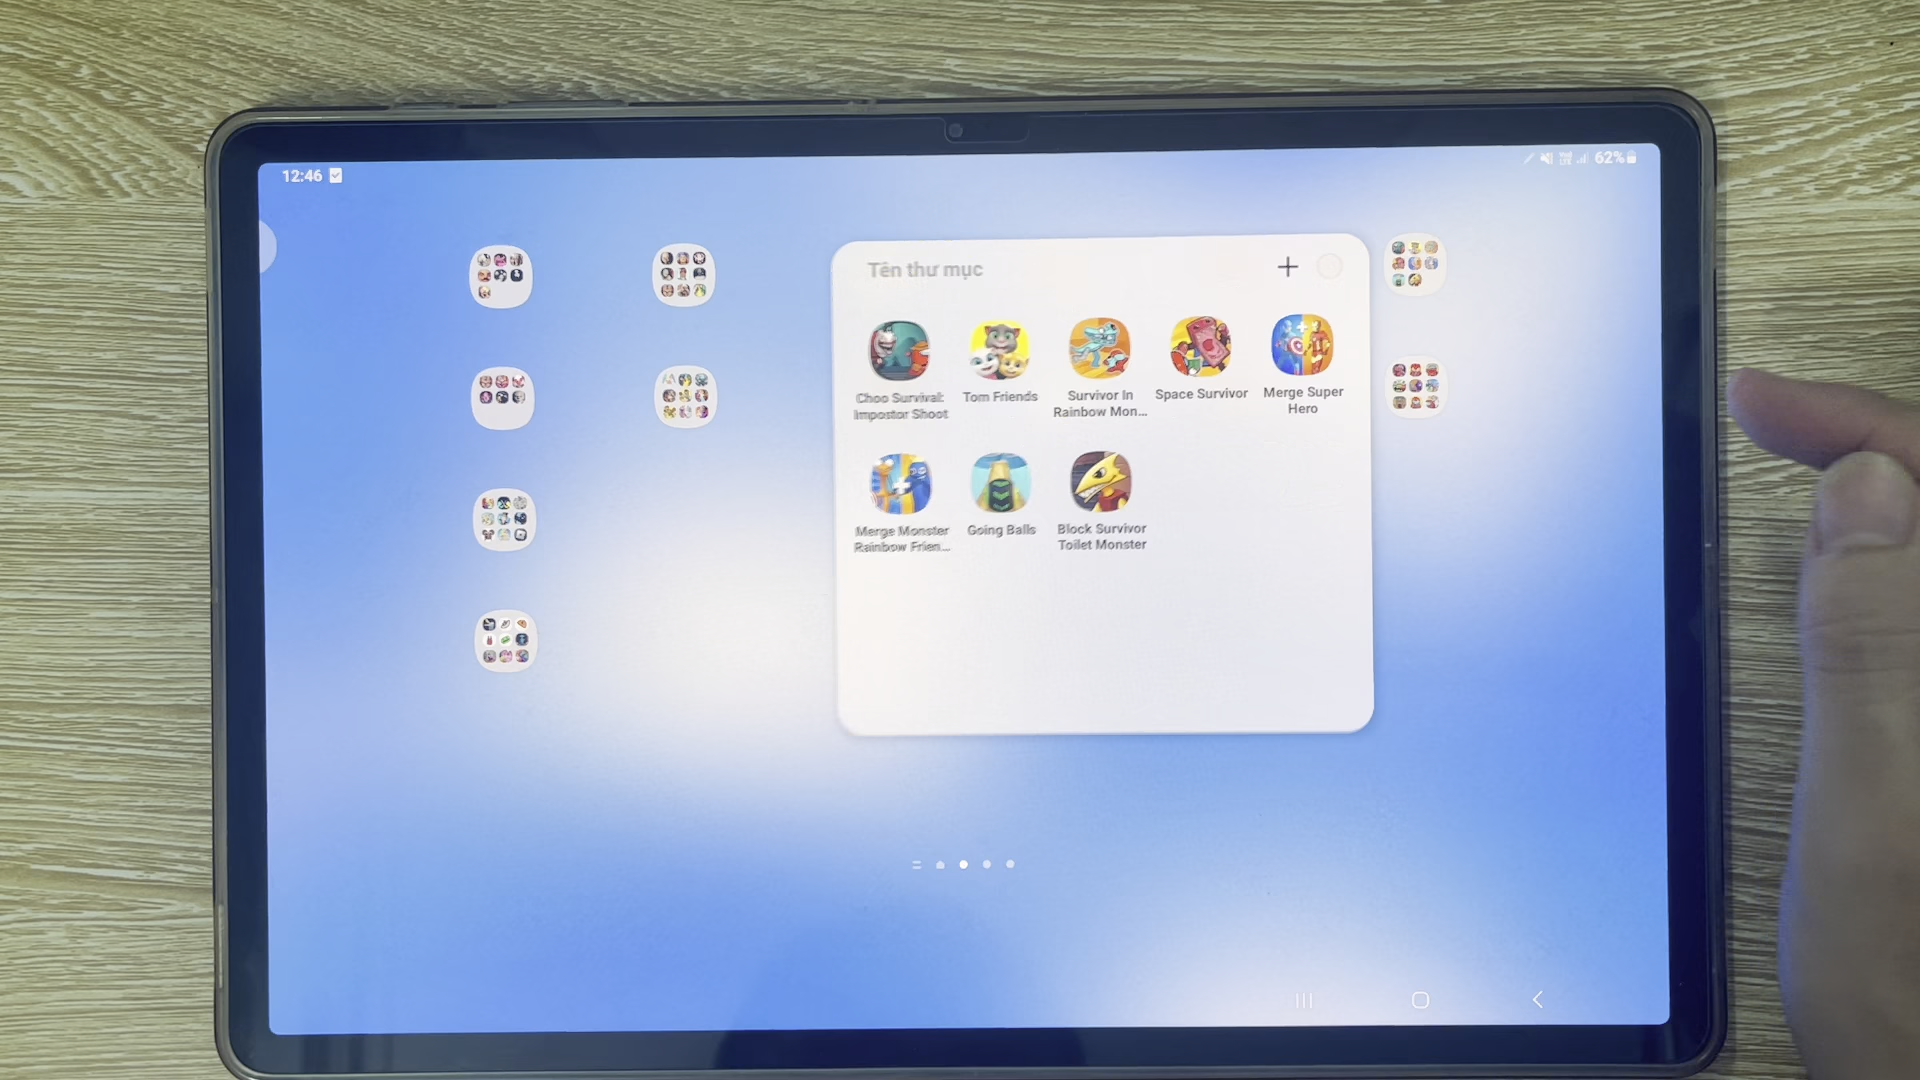 12:46
62%
Tên thư mục
Choo Survival:
Impostor Shoot
Tom Friends
Survivor In
Rainbow Mon...
Space Survivor
Merge Super
Hero
Merge Monster
Rainbow Frien...
Going Balls
Block Survivor
Toilet Monster